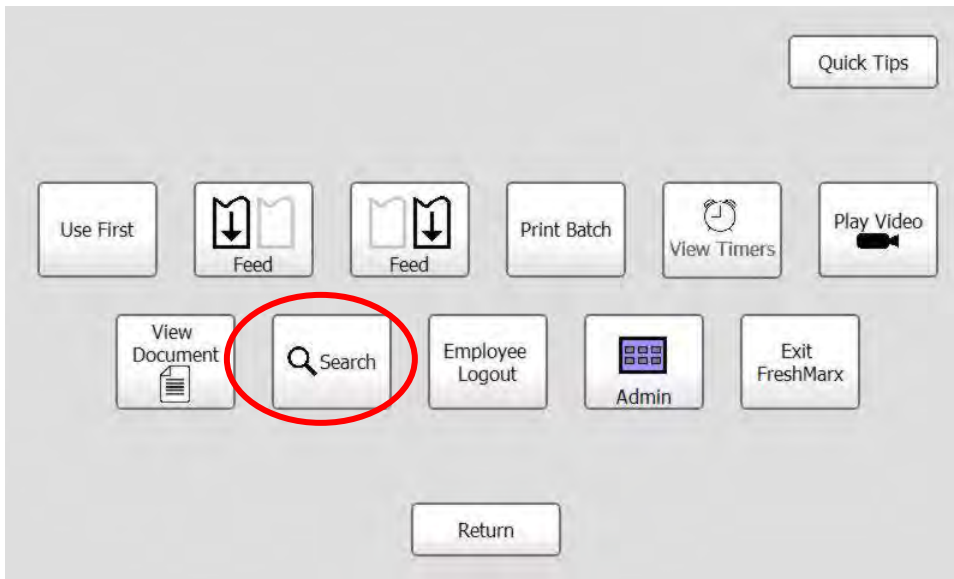 Quick Tips
Use First
Feed
Feed
Print Batch
View Timers
Play Video
View
Document
Search
Employee
Logout
Admin
Exit
FreshMarx
Return